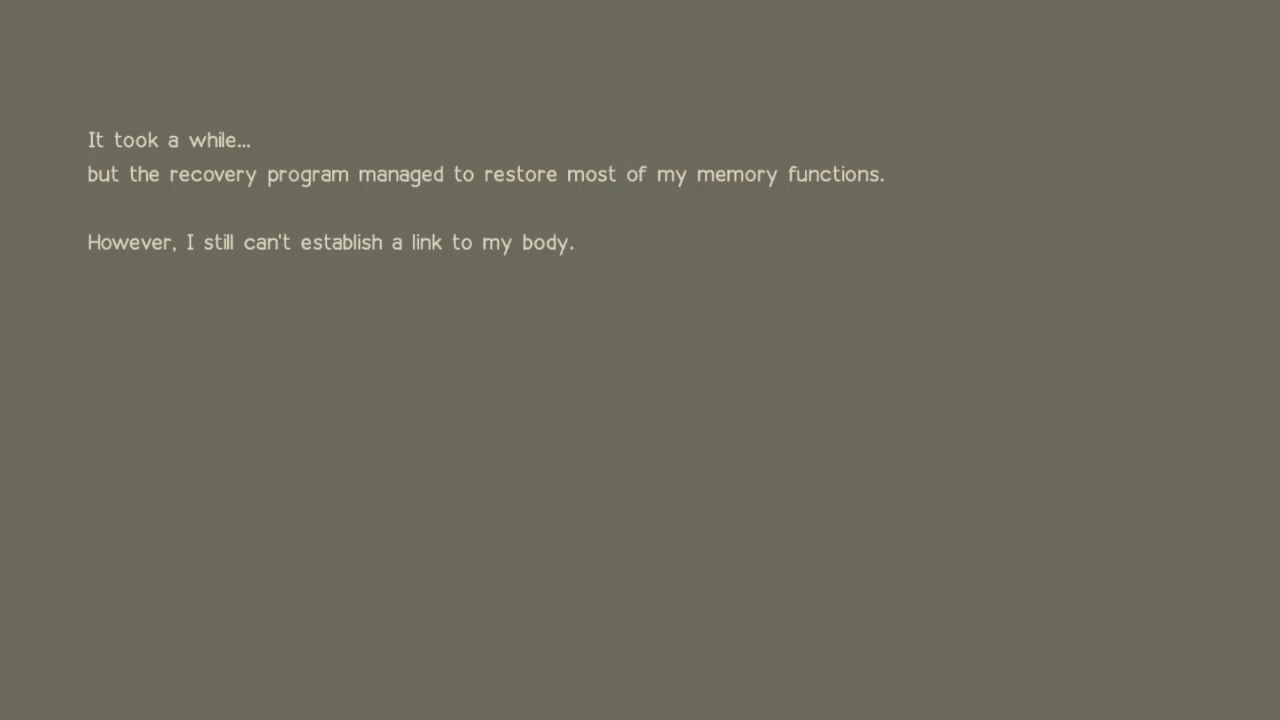 It took a while...
but the recovery program managed to restore most of my memory functions.
However, I still can't establish a link to my body.